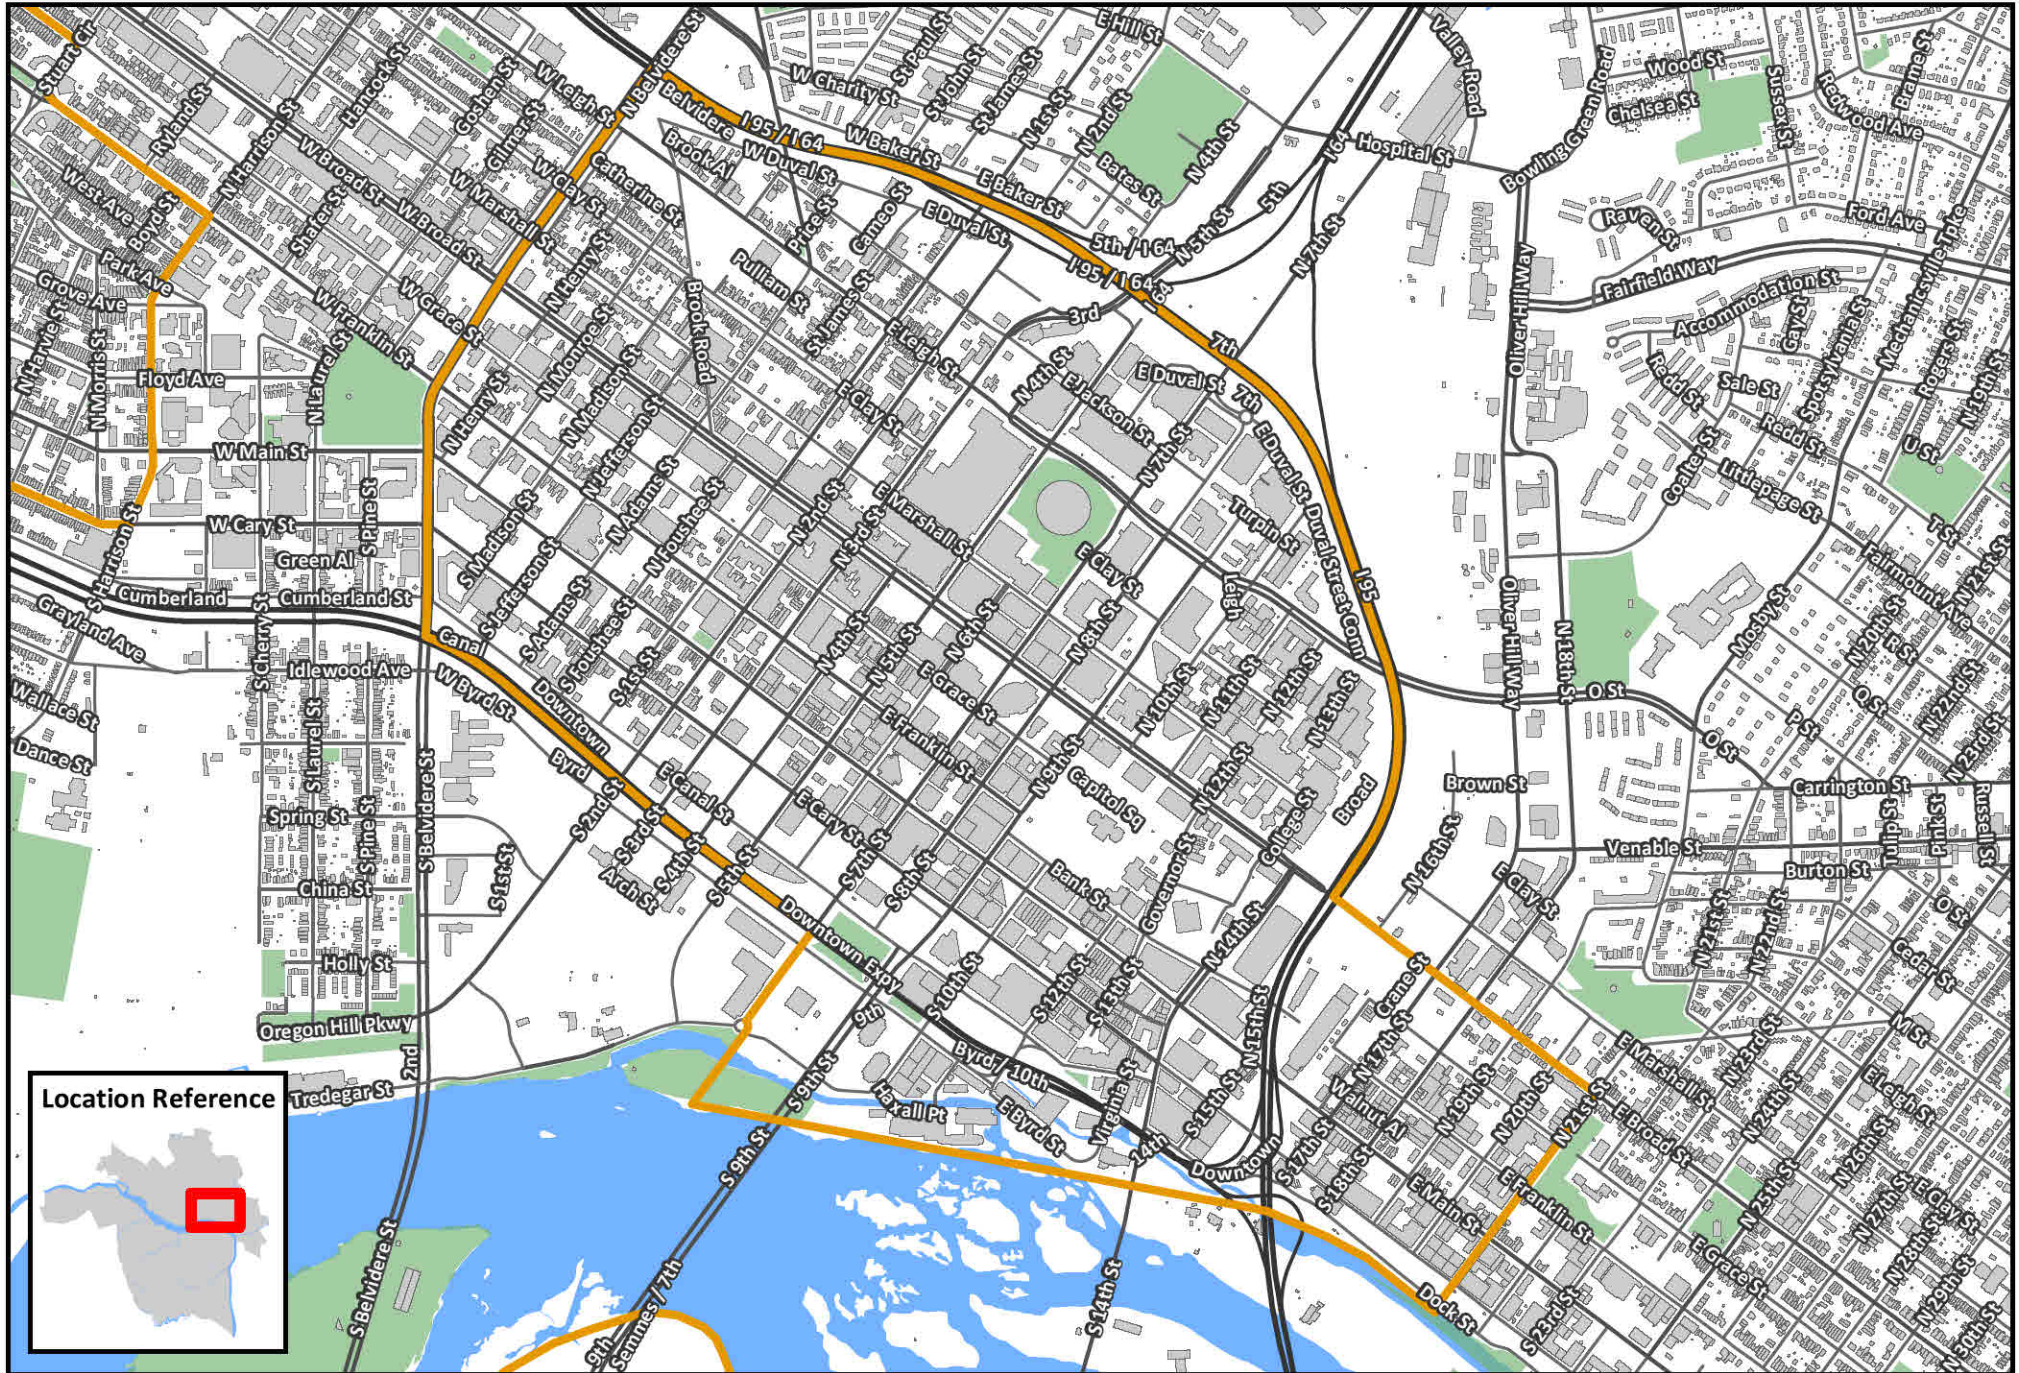 Stuart Cir
Ryland St
N Harrison St
Hancock St
Goshen St
Gilmer St
W Leigh St
N Belvidere St
Belvidere
I 95 / I 64
W Charity St
St Paul St
St John St
St James St
E Hill St
N 1st St
N 2nd St
Bates St
N 4th St
Valley Road
Wood St
Chelsea St
Sussex St
Redwood Ave
Brame St
Bowling Green Road
Hospital St
I 64
5th
W Baker St
E Baker St
W Duval St
E Duval St
Brook Al
Catherine St
W Cary St
W Marshall St
W Broad St
W Broad St
Shafer St
West Ave
Boyd St
Park Ave
Grove Ave
N Harvie St
N Morris St
Floyd Ave
N Laurel St
W Franklin St
W Grace St
N Henry St
N Henry St
N Monroe St
N Madison St
N Madison St
Brook Road
Pulliam St
Price St
Cameo St
St James St
E Leigh St
E Clay St
5th / I 64
N 5th St
I 95 / I 64
64
3rd
7th
N 7th St
Raven St
Ford Ave
Fairfield Way
Oliver Hill Way
Accommodation St
Gay St
Spotsylvania St
Mechanicsville Tpke
Rogers St
N 19th St
Redd St
Sale St
Redd St
U St
Coalter St
Littlepage St
T St
N 4th St
E Jackson St
E Duval St
7th
E Duval St
Duval Street Conn
N 7th St
Turpin St
Leigh
I 95
W Main St
W Cary St
S Pine St
Green Al
Cumberland
Cumberland St
S Harrison St
S Cherry St
Grayland Ave
Wallace St
Dance St
Idlewood Ave
S Laurel St
Spring St
S Pine St
China St
Holly St
Oregon Hill Pkwy
Tredegar St
2nd
S Belvidere St
S Belvidere St
Canal
W Byrd St
Downtown
Byrd
S Madison St
S Jefferson St
N Jefferson St
S Adams St
N Adams St
S Foushee St
N Foushee St
S 1st St
S 1st St
N 2nd St
N 3rd St
E Marshall St
E Clay St
N 4th St
N 5th St
N 6th St
N 8th St
E Grace St
E Franklin St
N 9th St
Capitol Sq
N 10th St
N 11th St
N 12th St
N 12th St
N 13th St
College St
Broad
Governor St
Bank St
E Canal St
E Cary St
S 2nd St
S 3rd St
S 4th St
S 5th St
Arch St
S 7th St
S 8th St
Downtown Expy
9th
S 9th St
S 9th St
S 10th St
S 12th St
S 13th St
N 14th St
N 15th St
Byrd / 10th
Haxall Pt
E Byrd St
Virginia St
14th
S 14th St
S 15th St
Downtown
S 17th St
S 18th St
9th
Semmes / 7th
Oliver Hill Way
N 18th St
O St
O St
O St
P St
Mosby St
Fairmount Ave
N 20th St
N 21st St
N 22nd St
N 23rd St
Brown St
N 16th St
Carrington St
Venable St
Burton St
Tulip St
Pink St
Russell St
E Clay St
N 21st St
N 22nd St
O St
Cedar St
M St
Crane St
N 17th St
Walnut Al
N 19th St
N 20th St
N 21st St
E Marshall St
E Broad St
N 23rd St
N 24th St
E Leigh St
N 25th St
N 26th St
N 27th St
E Clay St
N 28th St
N 29th St
N 30th St
E Grace St
E Franklin St
E Main St
Dock St
S 23rd St
Location Reference